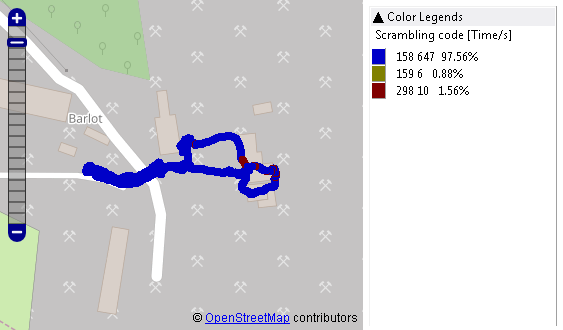 Barlot
© OpenStreetMap contributors
▲ Color Legends
Scrambling code [Time/s]
158 647 97.56%
159 6 0.88%
298 10 1.56%